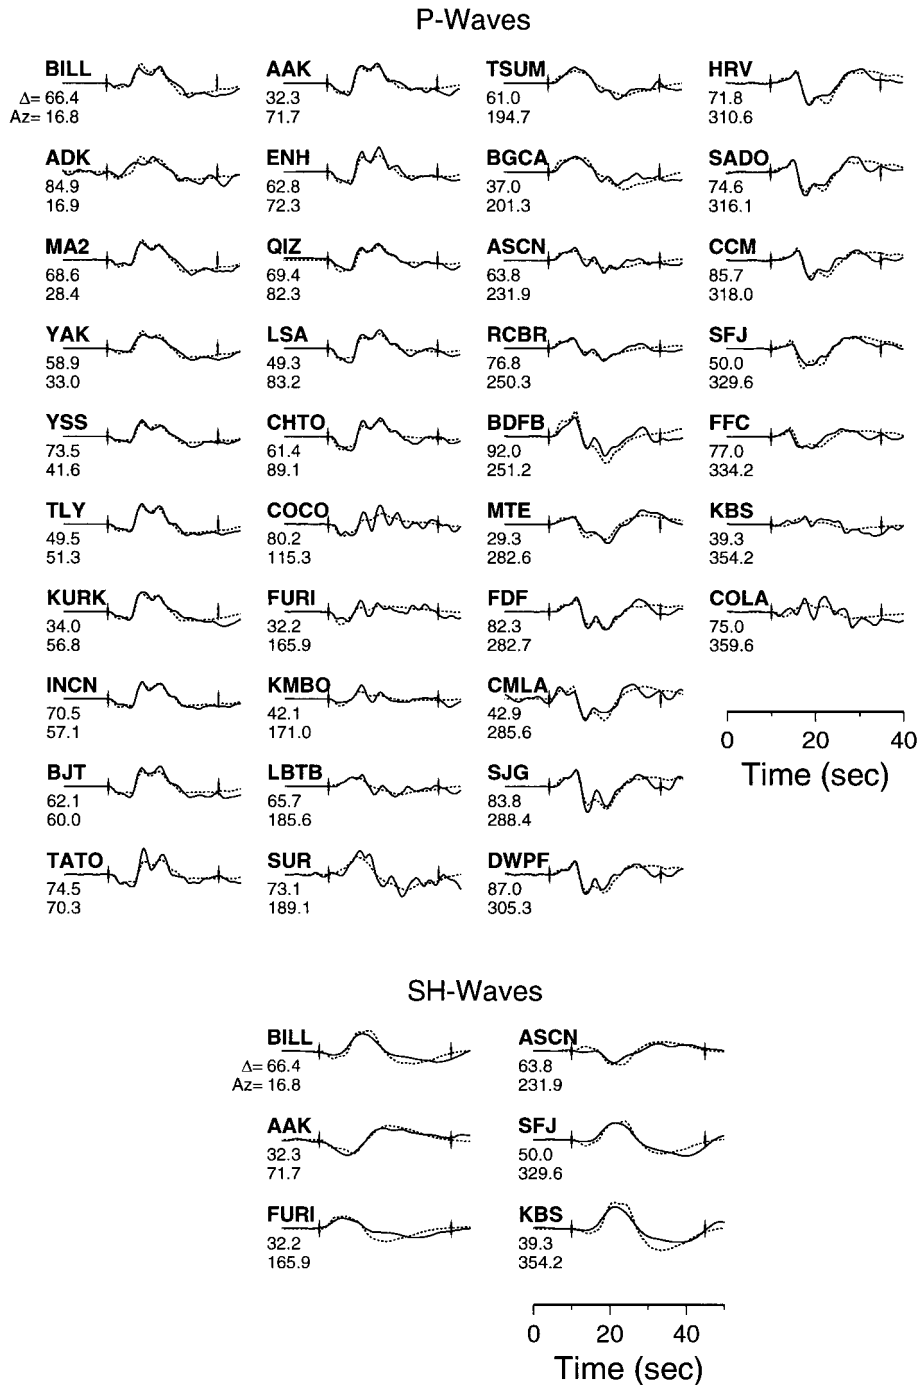 P-Waves
BILL
Δ= 66.4
Az= 16.8
ADK
84.9
16.9
MA2
68.6
28.4
YAK
58.9
33.0
YSS
73.5
41.6
TLY
49.5
51.3
KURK
34.0
56.8
INCN
70.5
57.1
BJT
62.1
60.0
TATO
74.5
70.3
AAK
32.3
71.7
ENH
62.8
72.3
QIZ
69.4
82.3
LSA
49.3
83.2
CHTO
61.4
89.1
COCO
80.2
115.3
FURI
32.2
165.9
KMBO
42.1
171.0
LBTB
65.7
185.6
SUR
73.1
189.1
TSUM
61.0
194.7
BGCA
37.0
201.3
ASCN
63.8
231.9
RCBR
76.8
250.3
BDFB
92.0
251.2
MTE
29.3
282.6
FDF
82.3
282.7
CMLA
42.9
285.6
SJG
83.8
288.4
DWPF
87.0
305.3
HRV
71.8
310.6
SADO
74.6
316.1
CCM
85.7
318.0
SFJ
50.0
329.6
FFC
77.0
334.2
KBS
39.3
354.2
COLA
75.0
359.6
0 20 40
Time (sec)
SH-Waves
BILL
Δ= 66.4
Az= 16.8
AAK
32.3
71.7
FURI
32.2
165.9
ASCN
63.8
231.9
SFJ
50.0
329.6
KBS
39.3
354.2
0 20 40
Time (sec)